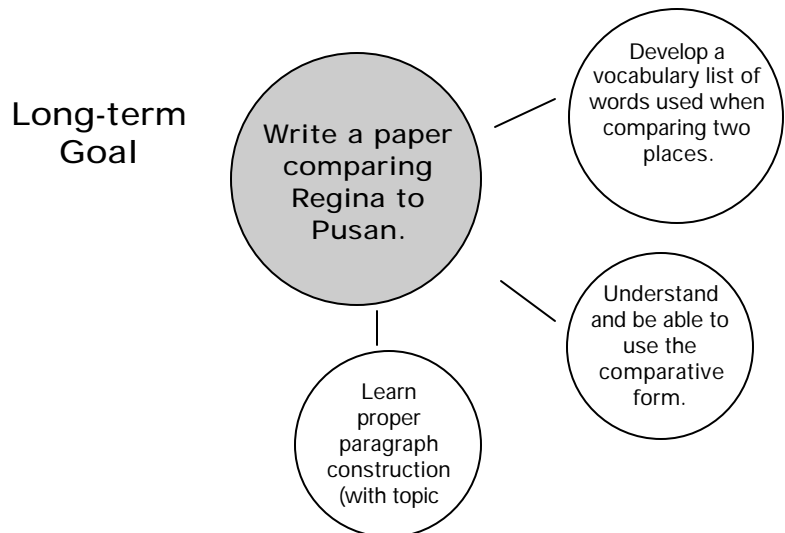 Long-term
Goal
Write a paper
comparing
Regina to
Pusan.
Develop a
vocabulary list of
words used when
comparing two
places.
Understand
and be able to
use the
comparative
form.
Learn
proper
paragraph
construction
(with topic